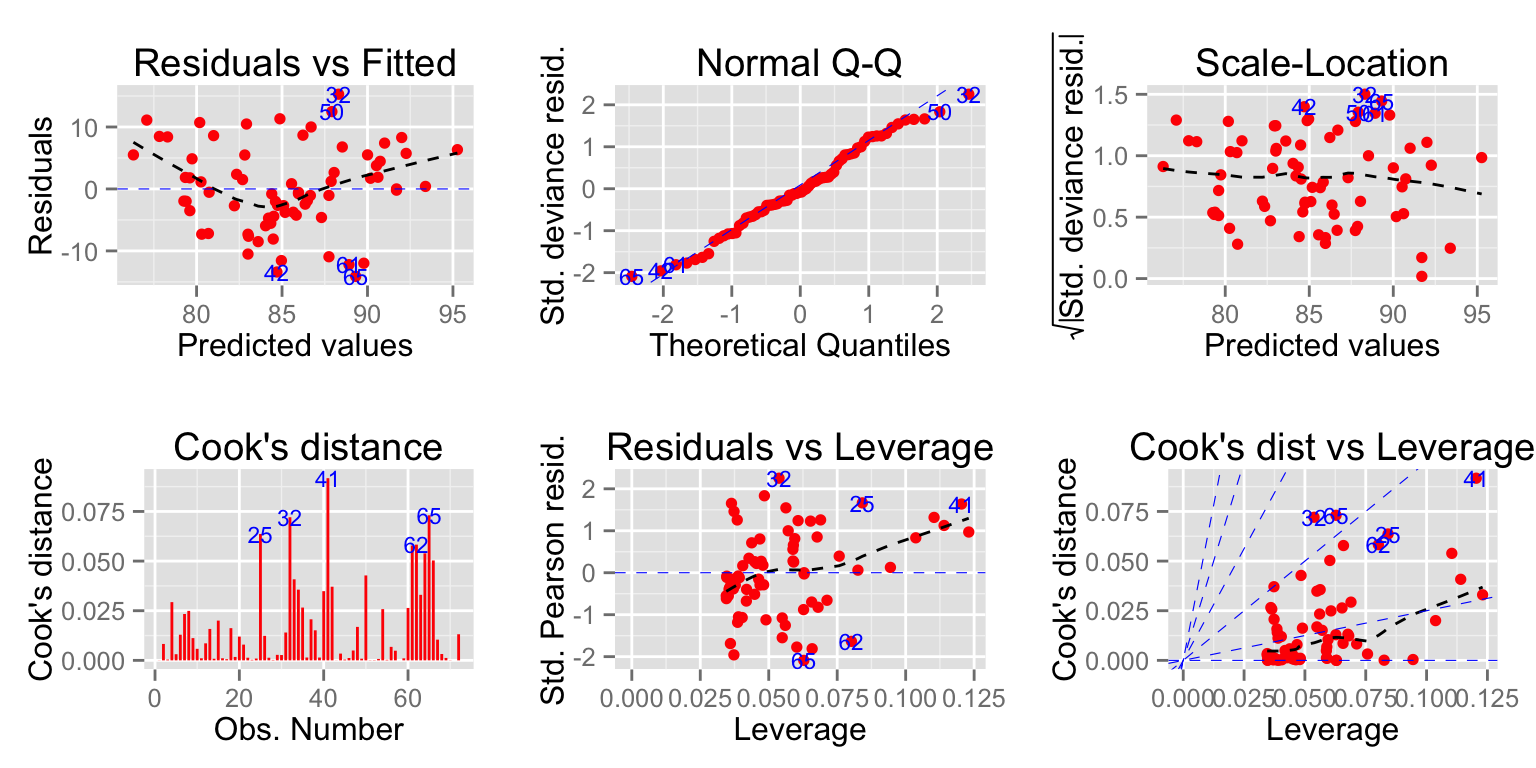 Residuals vs Fitted
Residuals
10
0
-10
32
50
42
61
65
80 85 90 95
Predicted values
Normal Q-Q
Std. deviance resid.
2
1
0
-1
-2
32
50
65
42
61
-2 -1 0 1 2
Theoretical Quantiles
Scale-Location
√|Std. deviance resid.|
1.5
1.0
0.5
0.0
32
65
42
50
61
80 85 90 95
Predicted values
Cook's distance
Cook's distance
0.075
0.050
0.025
0.000
41
32
65
25
62
0 20 40 60
Obs. Number
Residuals vs Leverage
Std. Pearson resid.
2
1
0
-1
-2
32
25
41
62
65
0.000 0.025 0.050 0.075 0.100 0.125
Leverage
Cook's dist vs Leverage
Cook's distance
0.075
0.050
0.025
0.000
41
32
65
25
62
0.000 0.025 0.050 0.075 0.100 0.125
Leverage